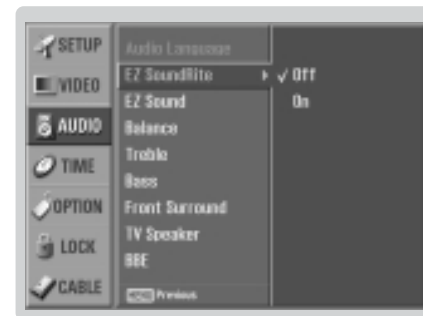 SETUP
VIDEO
AUDIO
TIME
OPTION
LOCK
CABLE
Audio Language
EZ SoundRite
EZ Sound
Balance
Treble
Bass
Front Surround
TV Speaker
BBE
Previous
Off
On